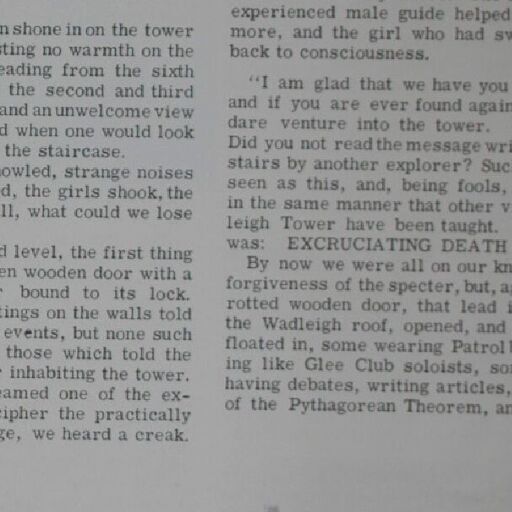 n shone in on the tower
sting no warmth on the
eading from the sixth
the second and third
and an unwelcome view
d when one would look
the staircase.
howled, strange noises
d, the girls shook, the
ll, what could we lose
d level, the first thing
en wooden door with a
bound to its lock.
tings on the walls told
events, but none such
those which told the
inhabiting the tower.
eamed one of the ex-
cipher the practically
ge, we heard a creak.
experienced male guide helped
more, and the girl who had sw
back to consciousness.
"I am glad that we have you
and if you are ever found again
dare venture into the tower.
Did you not read the message wri
stairs by another explorer? Suc
seen as this, and, being fools,
in the same manner that other v
leigh Tower have been taught.
was: EXCRUCIATING DEATH
By now we were all on our kn
forgiveness of the specter, but, a
rotted wooden door, that lead i
the Wadleigh roof, opened, and
floated in, some wearing Patrol
ing like Glee Club soloists, so
having debates, writing articles,
of the Pythagorean Theorem, an